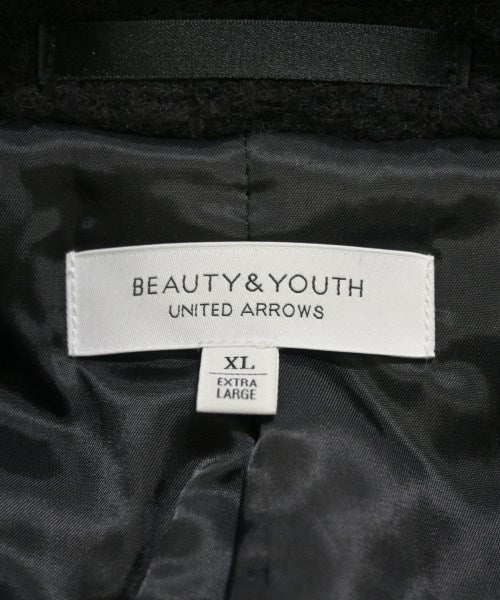 BEAUTY&YOUTH
UNITED ARROWS
XL
EXTRA
LARGE